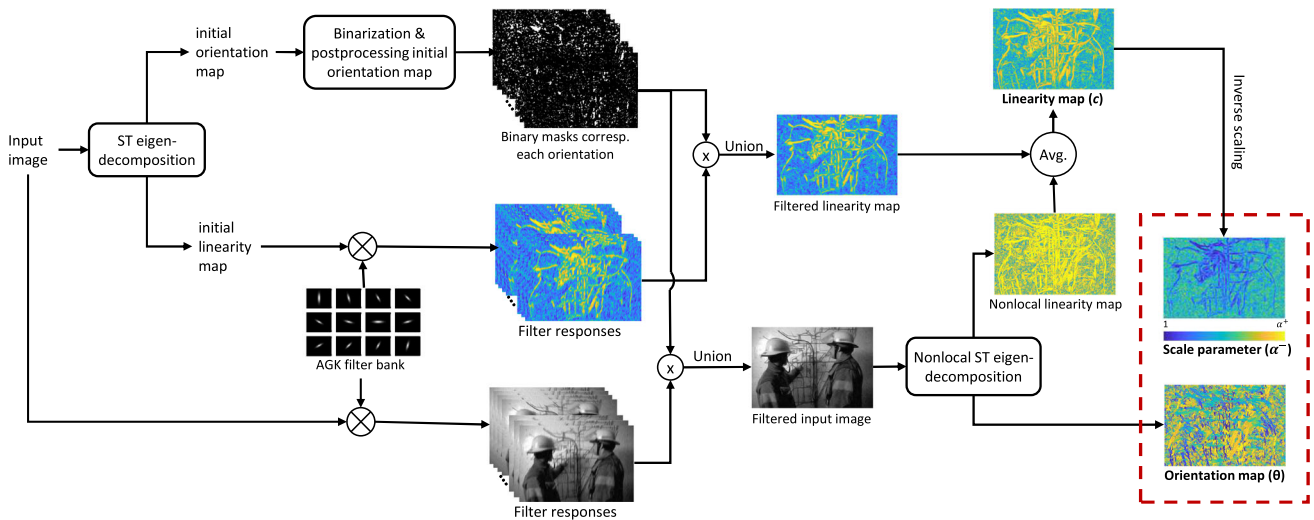 Input
image
ST eigen-
decomposition
initial
orientation
map
Binarization &
postprocessing initial
orientation map
Binary masks corresp.
each orientation
initial
linearity
map
AGK filter bank
Filter responses
Filter responses
x
Union
x
Union
Filtered linearity map
Filtered input image
Linearity map (c)
Avg.
Nonlocal linearity map
Nonlocal ST eigen-
decomposition
Inverse scaling
1 α⁺
Scale parameter (α⁻)
Orientation map (θ)